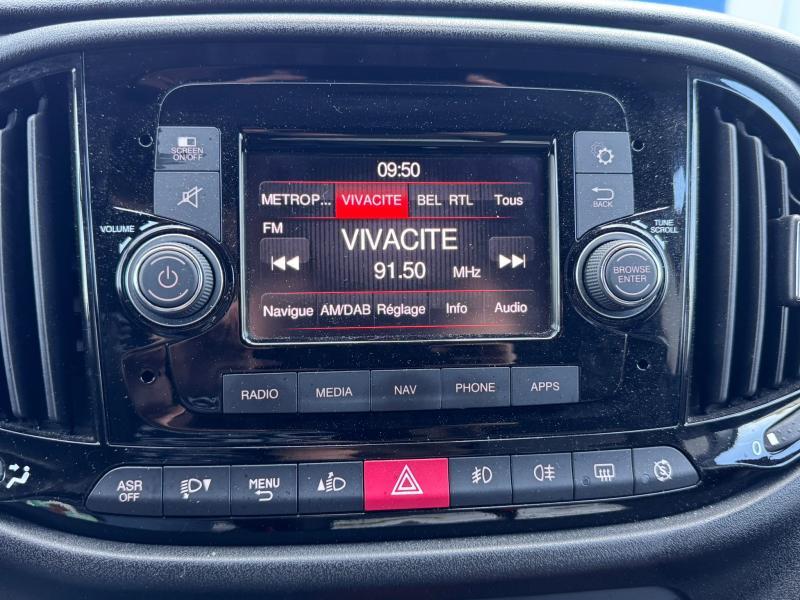 SCREEN
ON/OFF
09:50
METROP... VIVACITE BEL RTL Tous
BACK
VOLUME
FM
VIVACITE
TUNE
SCROLL
91.50 MHz
BROWSE
ENTER
Navigue AM/DAB Réglage Info Audio
RADIO MEDIA NAV PHONE APPS
ASR
OFF
MENU
0